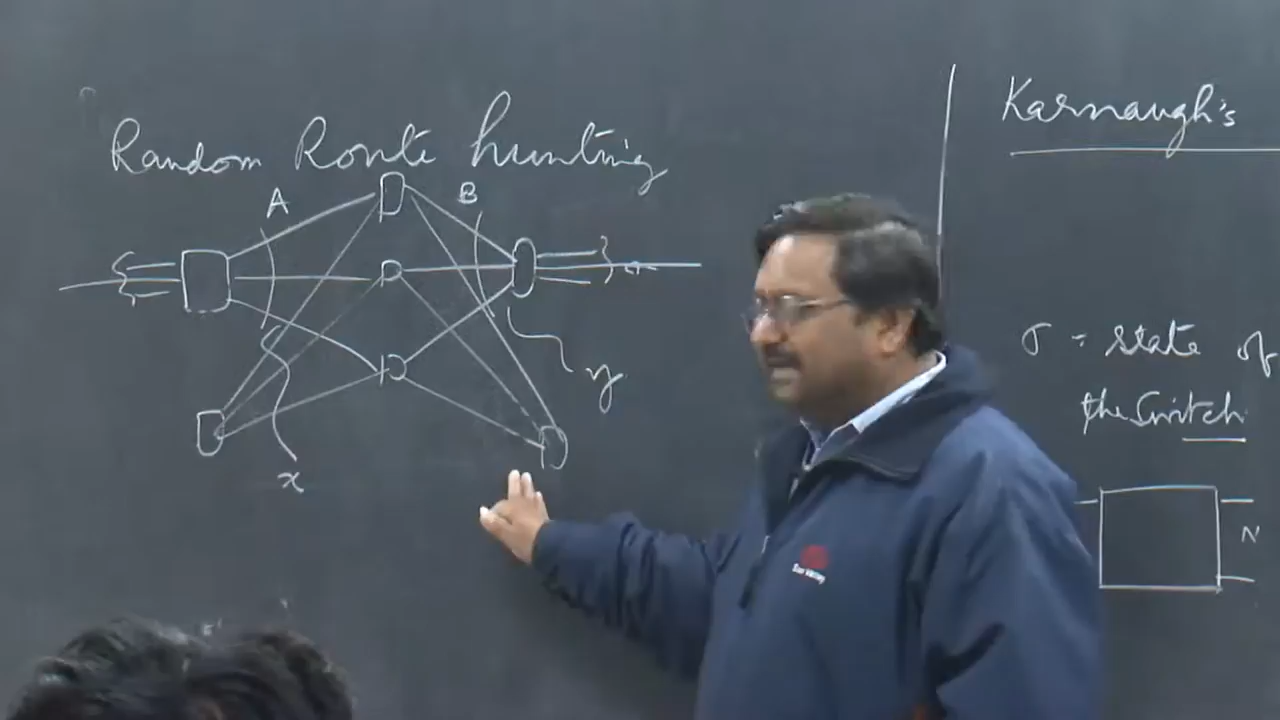 Random Route hunting
A
B
x
y
Karnaugh's
σ = state of
the Switch
N